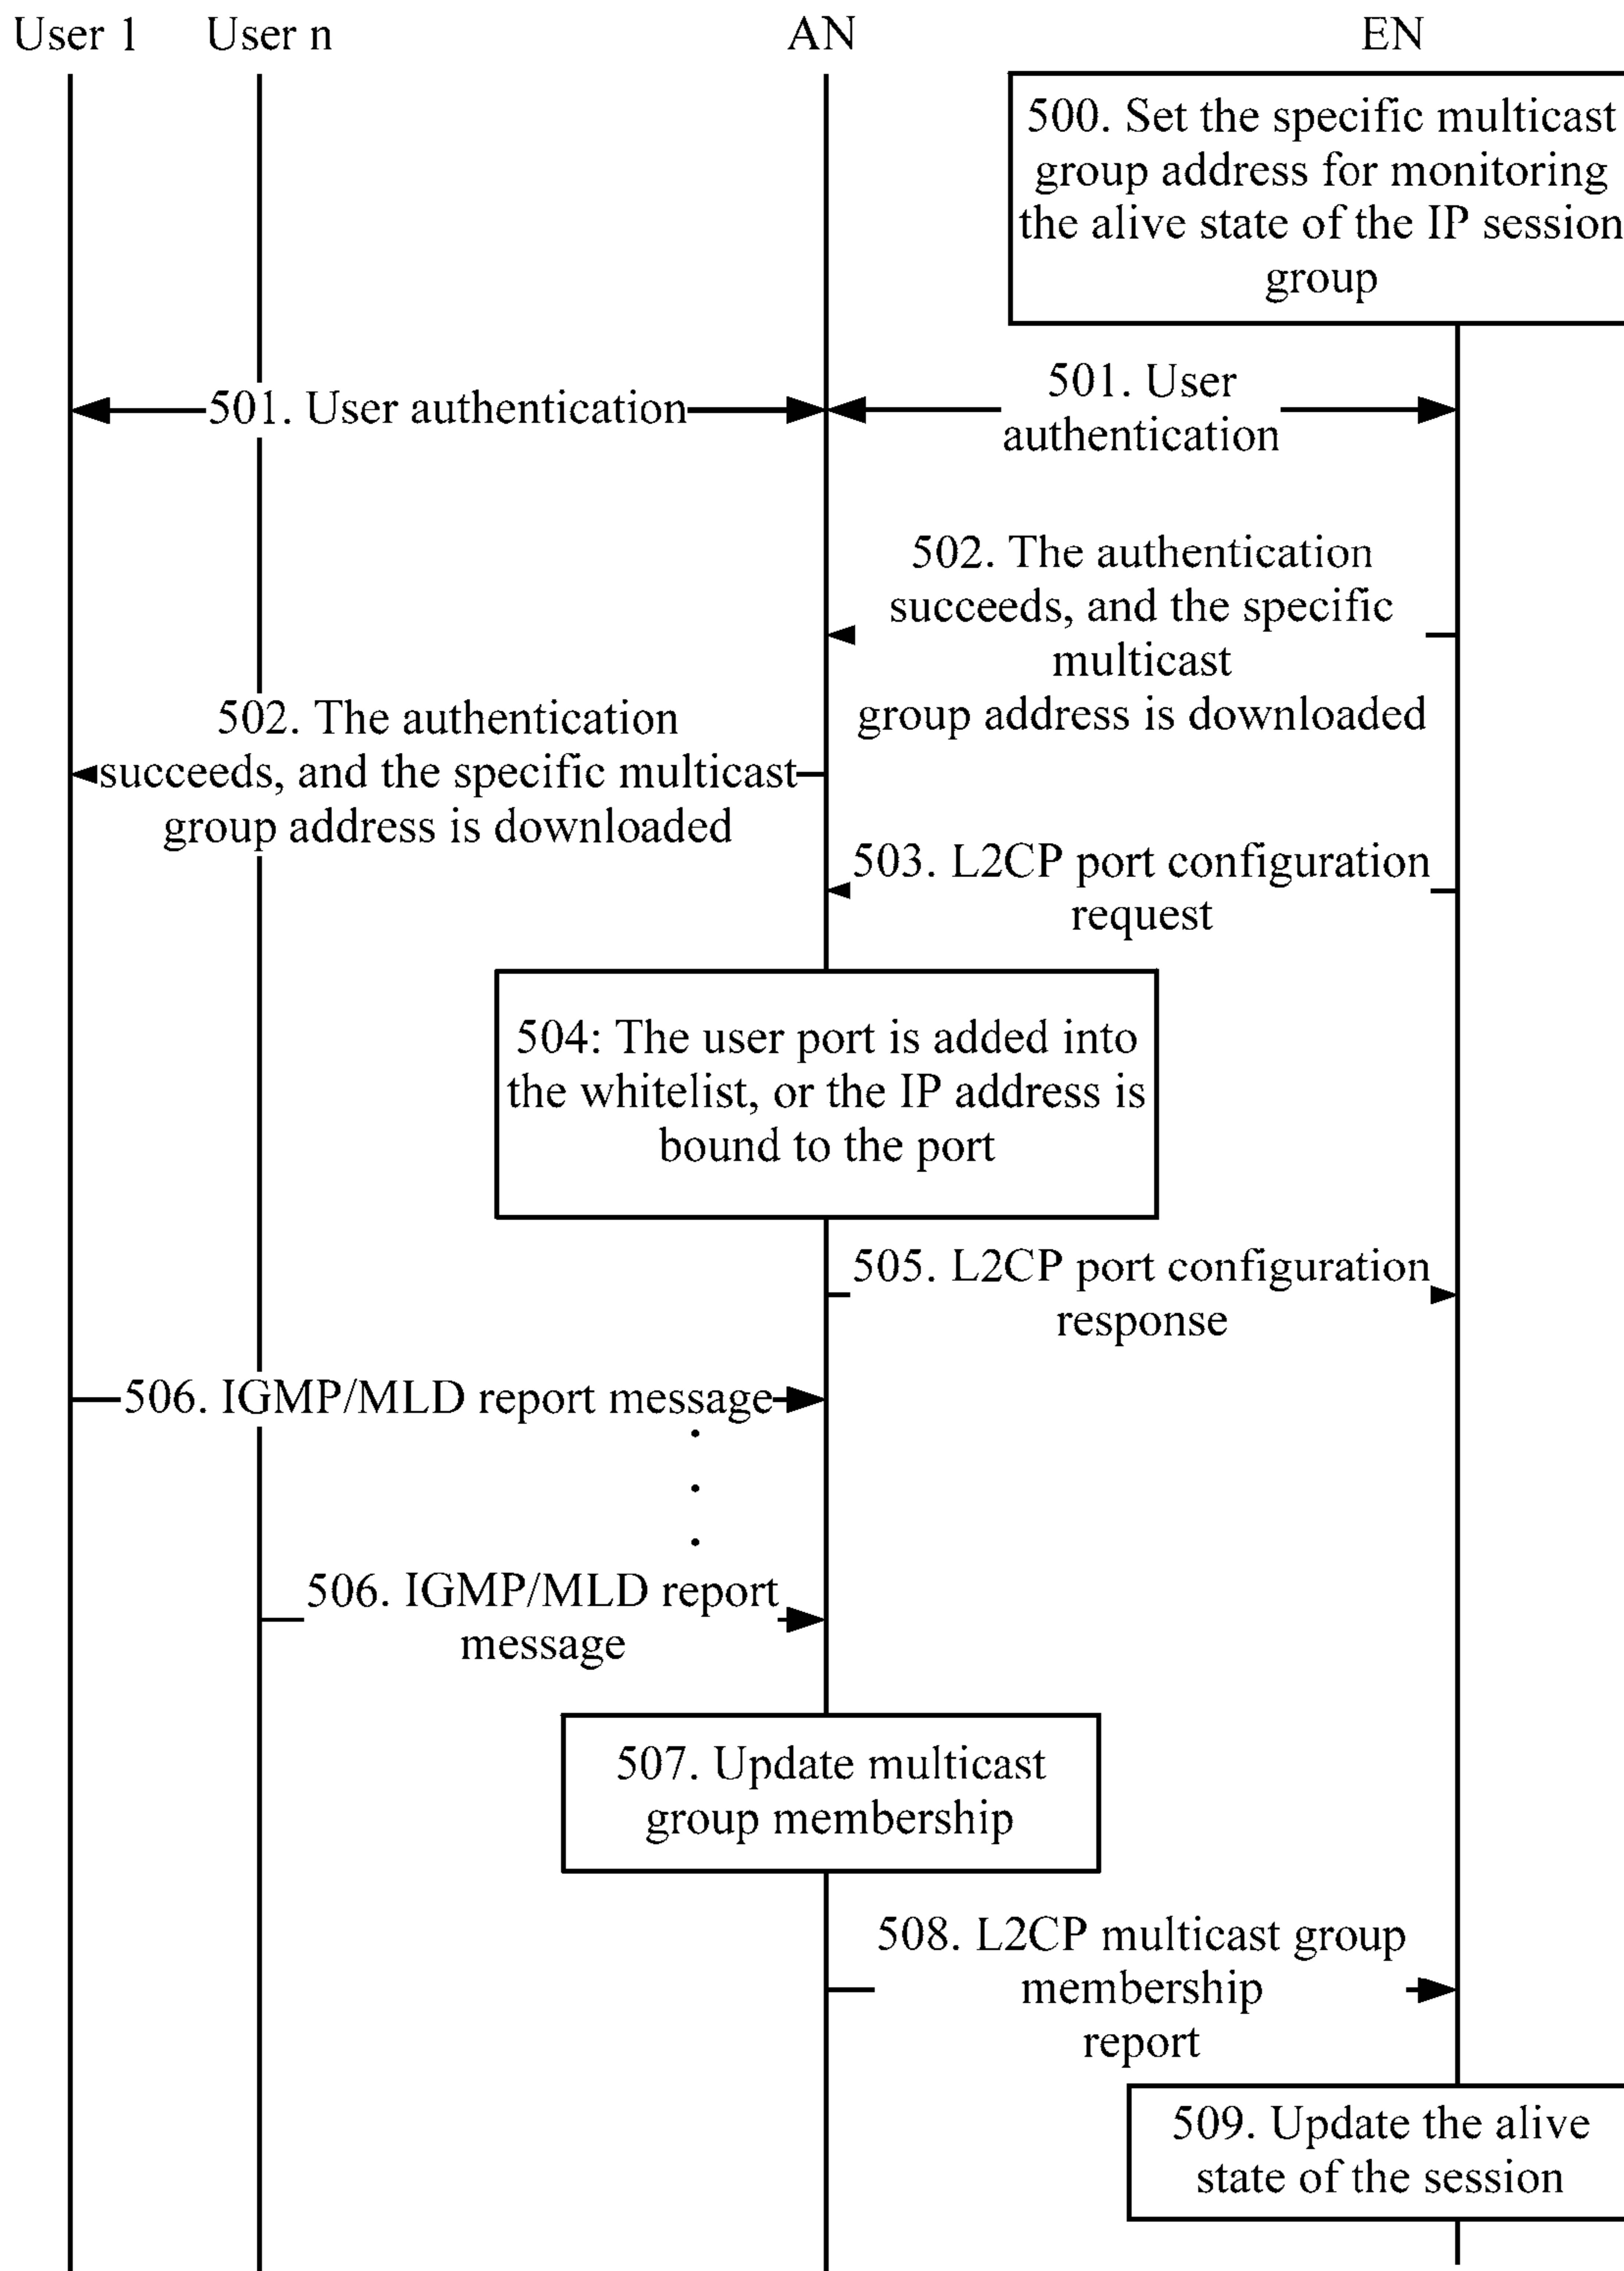 User 1
User n
AN
EN
500. Set the specific multicast
group address for monitoring
the alive state of the IP session
group
501. User authentication
501. User
authentication
502. The authentication
succeeds, and the specific
multicast
group address is downloaded
502. The authentication
succeeds, and the specific multicast
group address is downloaded
503. L2CP port configuration
request
504: The user port is added into
the whitelist, or the IP address is
bound to the port
505. L2CP port configuration
response
506. IGMP/MLD report message
506. IGMP/MLD report
message
507. Update multicast
group membership
508. L2CP multicast group
membership
report
509. Update the alive
state of the session